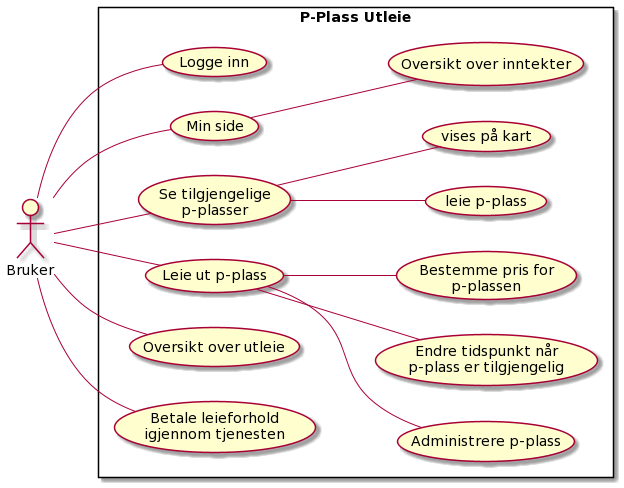 P-Plass Utleie
Logge inn
Oversikt over inntekter
Min side
vises på kart
Se tilgjengelige
p-plasser
leie p-plass
Bruker
Leie ut p-plass
Bestemme pris for
p-plassen
Oversikt over utleie
Endre tidspunkt når
p-plass er tilgjengelig
Betale leieforhold
igjennom tjenesten
Administrere p-plass